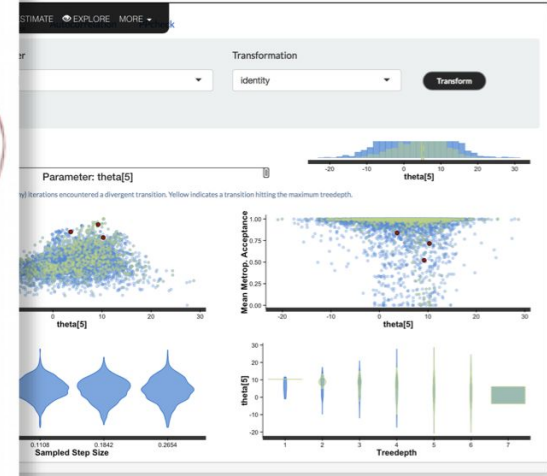 STIMATE EXPLORE MORE
er
Transformation
identity
Transform
-20 -10 0 10 20 30
theta[5]
Parameter: theta[5]
ny) iterations encountered a divergent transition. Yellow indicates a transition hitting the maximum treedepth.
Mean Metrop. Acceptance
1.00
0.75
0.50
0.25
0.00
0 10 20 30
theta[5]
-20 -10 0 10 20 30
theta[5]
0.1108 0.1842 0.2654
Sampled Step Size
theta[5]
30
20
10
0
-10
-20
1 2 3 4 5 6 7
Treedepth